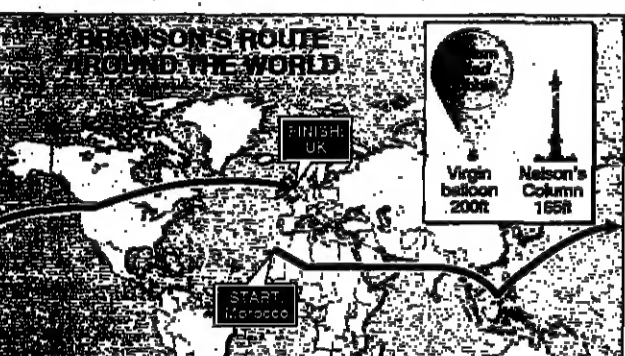 BRANSON'S ROUTE
AROUND THE WORLD
FINISH:
UK
START:
Morocco
Virgin
balloon
200ft
Nelson's
Column
165ft